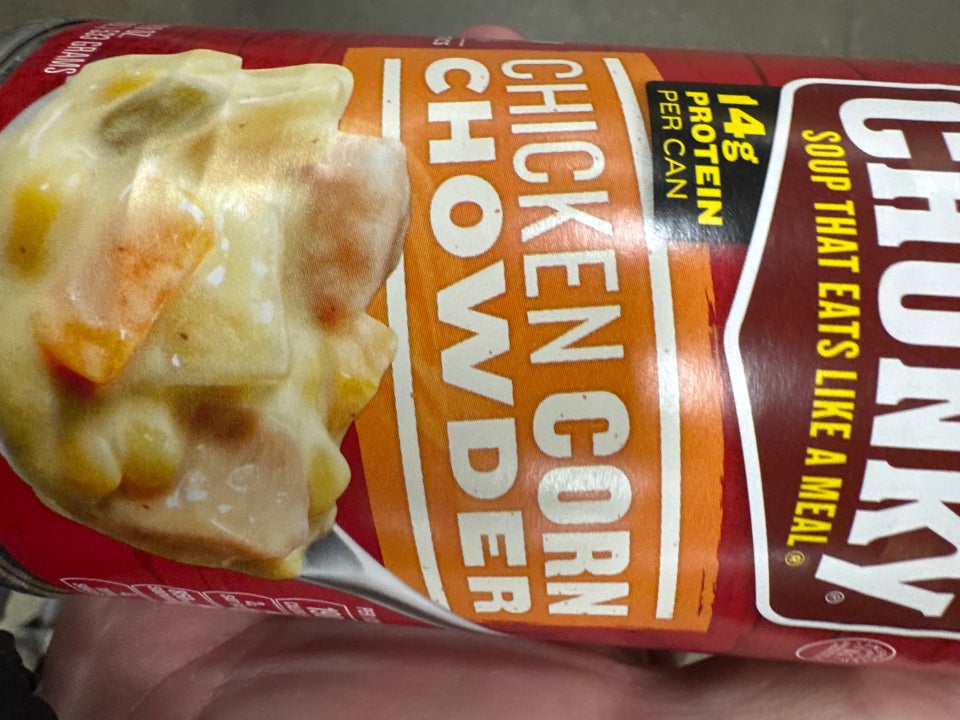 CHUNKY®
SOUP THAT EATS LIKE A MEAL®
14g
PROTEIN
PER CAN
CHICKEN CORN
CHOWDER